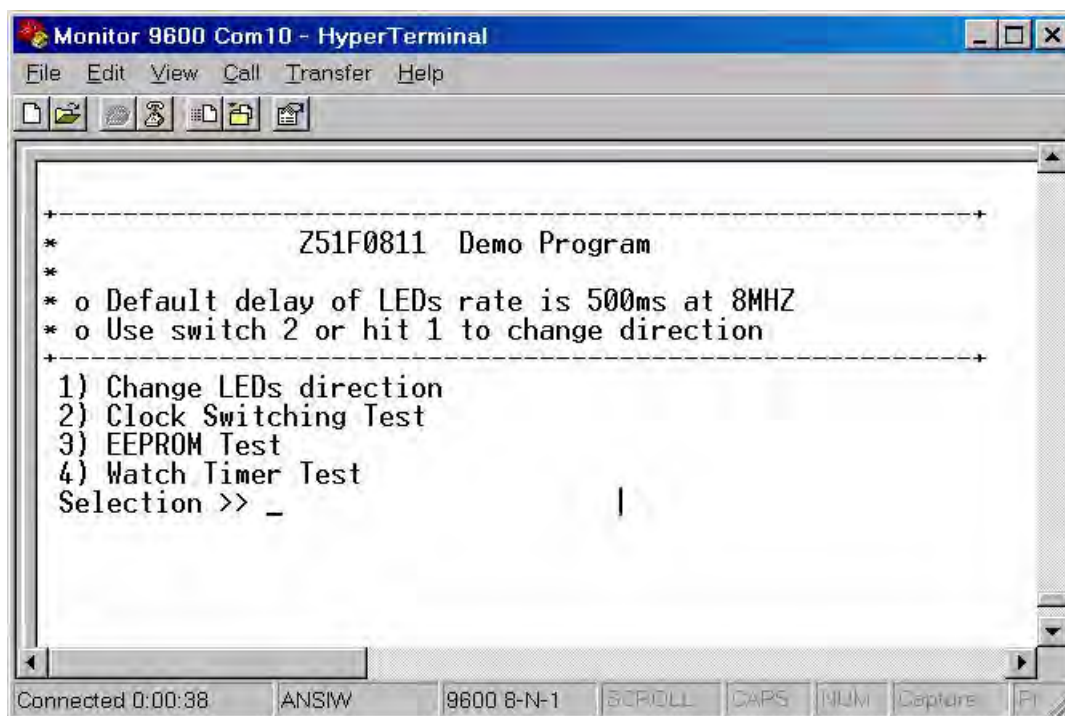 Monitor 9600 Com10 - HyperTerminal
File Edit View Call Transfer Help
+------------------------------------------------------------+
* Z51F0811 Demo Program
*
* o Default delay of LEDs rate is 500ms at 8MHZ
* o Use switch 2 or hit 1 to change direction
+------------------------------------------------------------+
1) Change LEDs direction
2) Clock Switching Test
3) EEPROM Test
4) Watch Timer Test
Selection >> _
Connected 0:00:38 ANSIW 9600 8-N-1 SCROLL CAPS NUM Capture